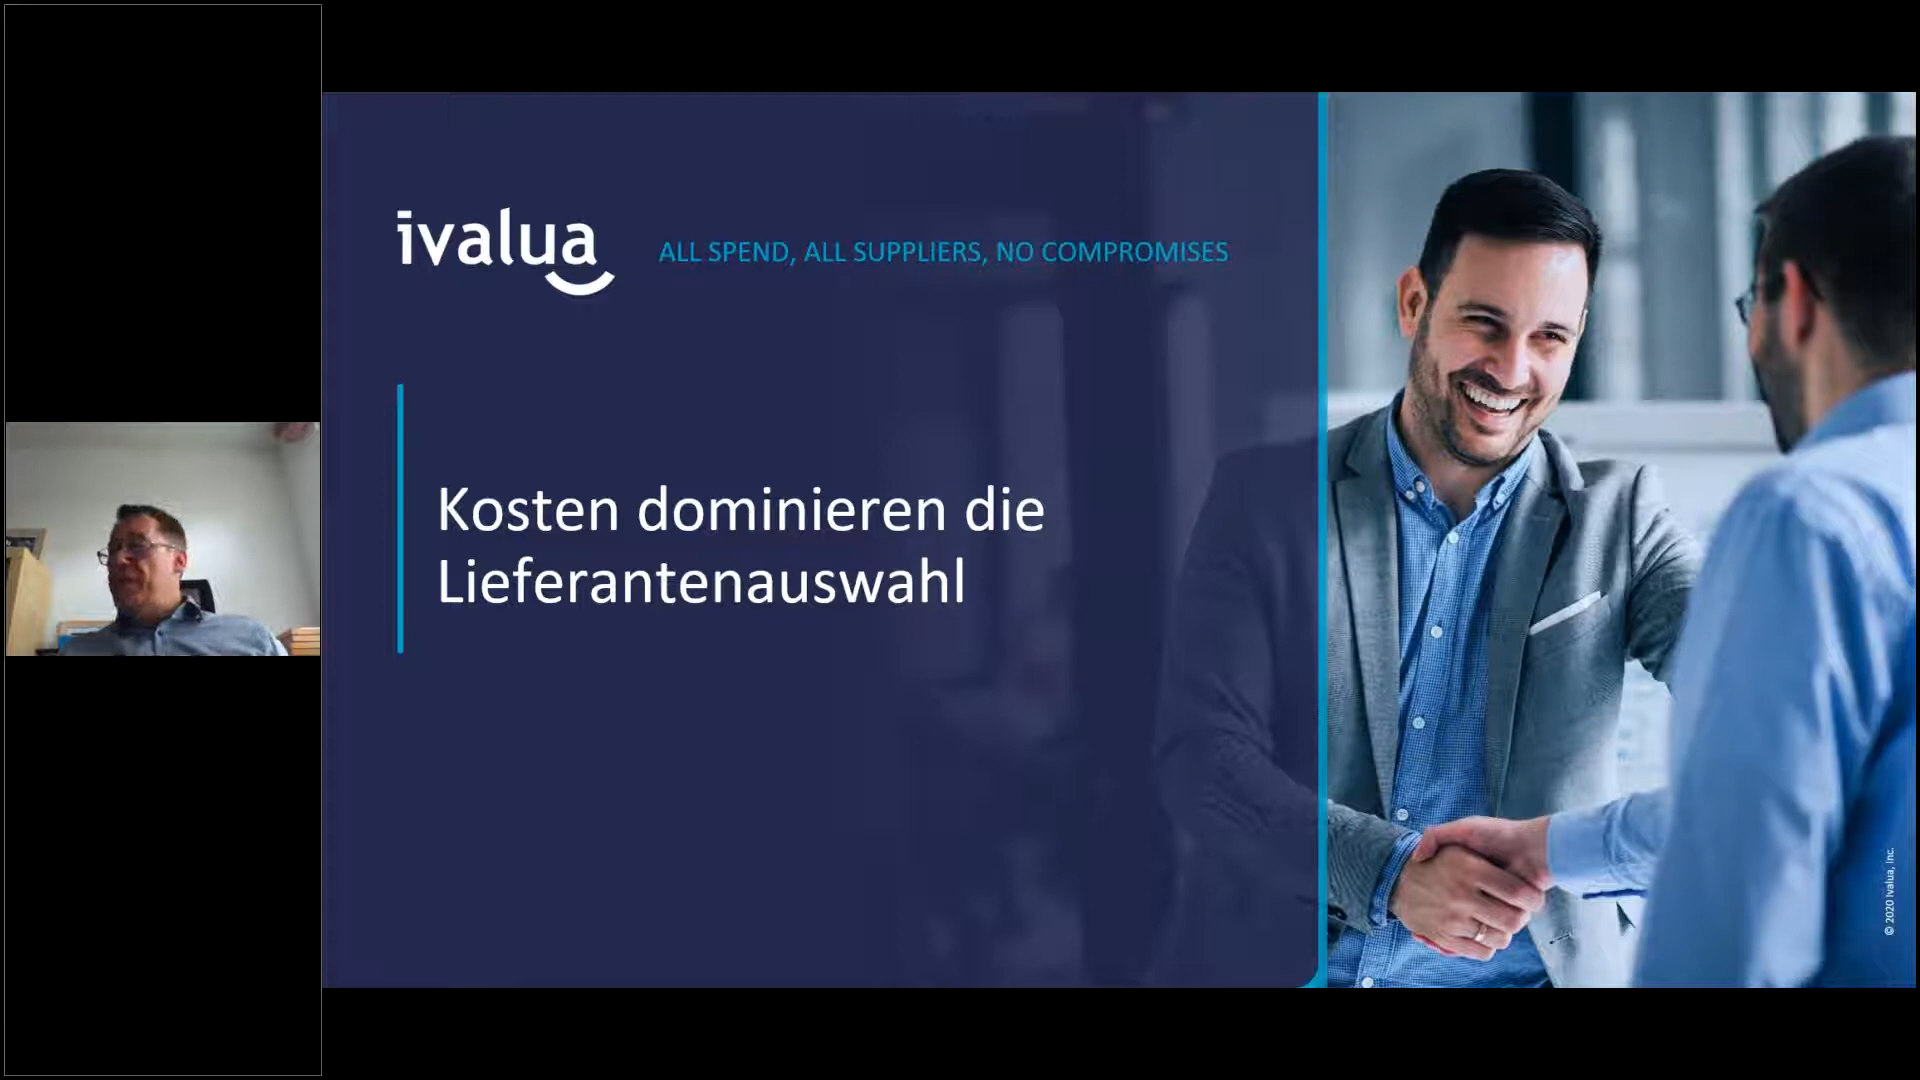 ivalua
ALL SPEND, ALL SUPPLIERS, NO COMPROMISES
Kosten dominieren die
Lieferantenauswahl
© 2020 Ivalua, Inc.